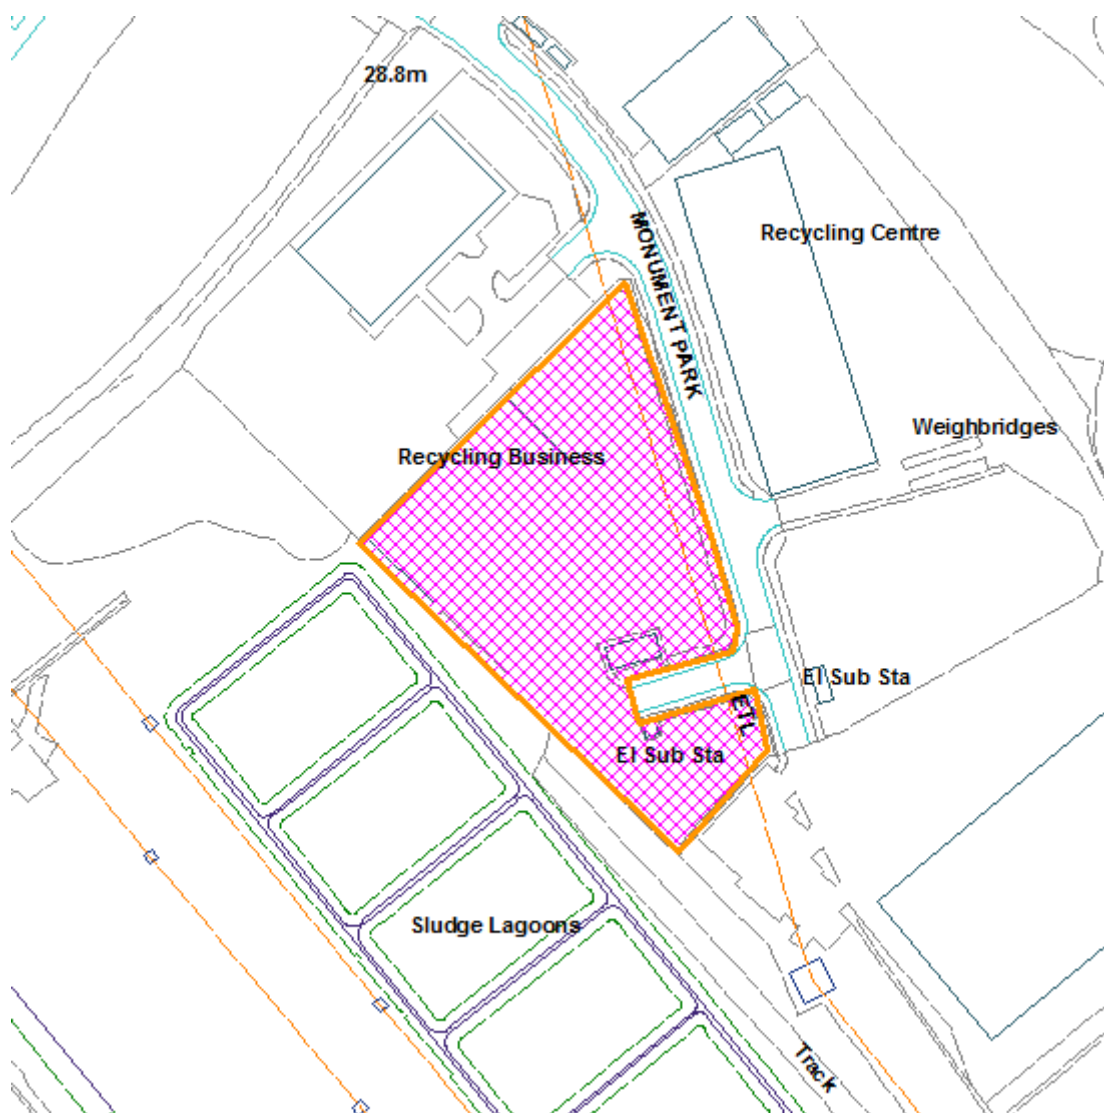 28.8m
MONUMENT PARK
Recycling Centre
Weighbridges
Recycling Business
El Sub Sta
ETL
El Sub Sta
Sludge Lagoons
Track